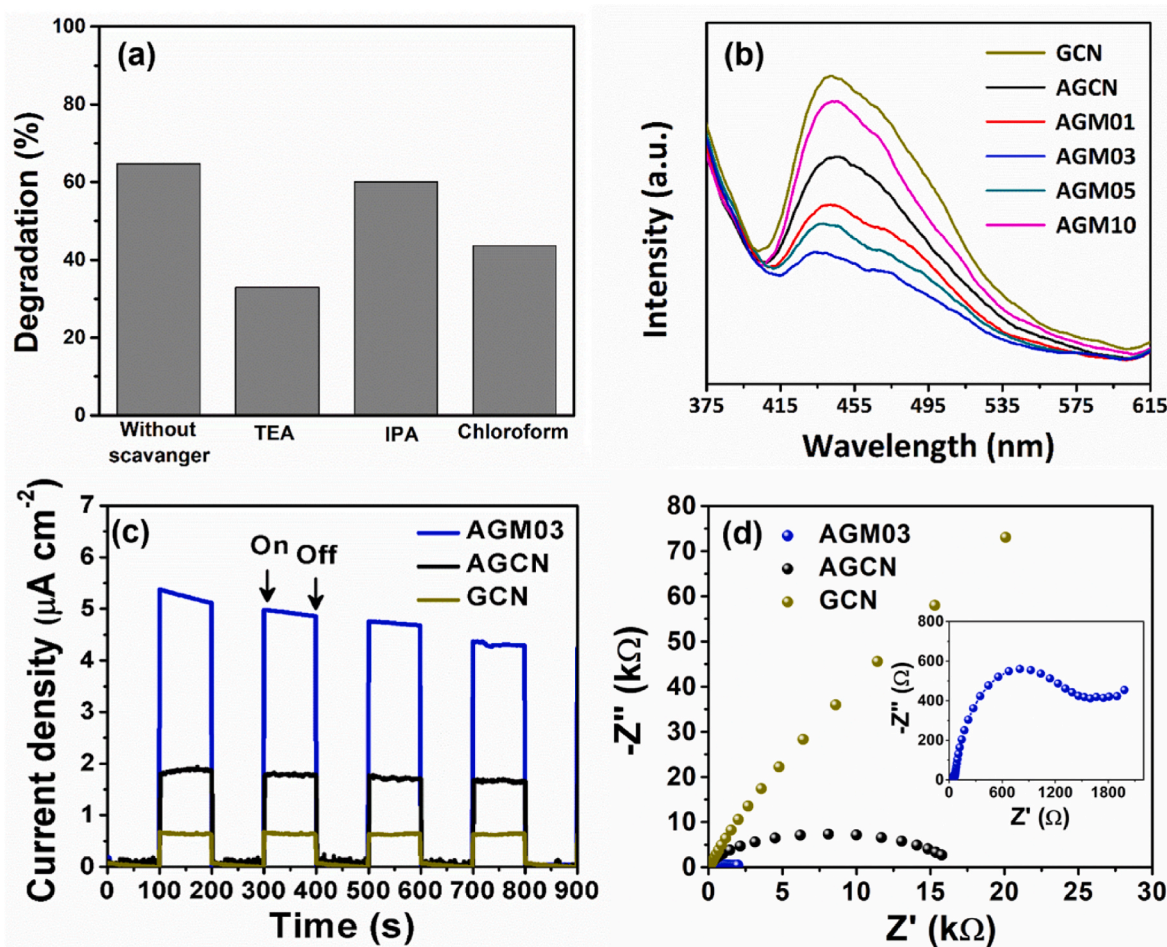 (a)
Degradation (%)
100
80
60
40
20
0
Without
scavanger
TEA
IPA
Chloroform
(b)
GCN
AGCN
AGM01
AGM03
AGM05
AGM10
Intensity (a.u.)
375 415 455 495 535 575 615
Wavelength (nm)
(c)
AGM03
AGCN
GCN
On
Off
Current density (μA cm⁻²)
7
6
5
4
3
2
1
0
0 100 200 300 400 500 600 700 800 900
Time (s)
(d)
AGM03
AGCN
GCN
-Z" (kΩ)
80
70
60
50
40
30
20
10
0
0 5 10 15 20 25 30
Z' (kΩ)
-Z" (Ω)
800
600
400
200
0
0 600 1200 1800
Z' (Ω)